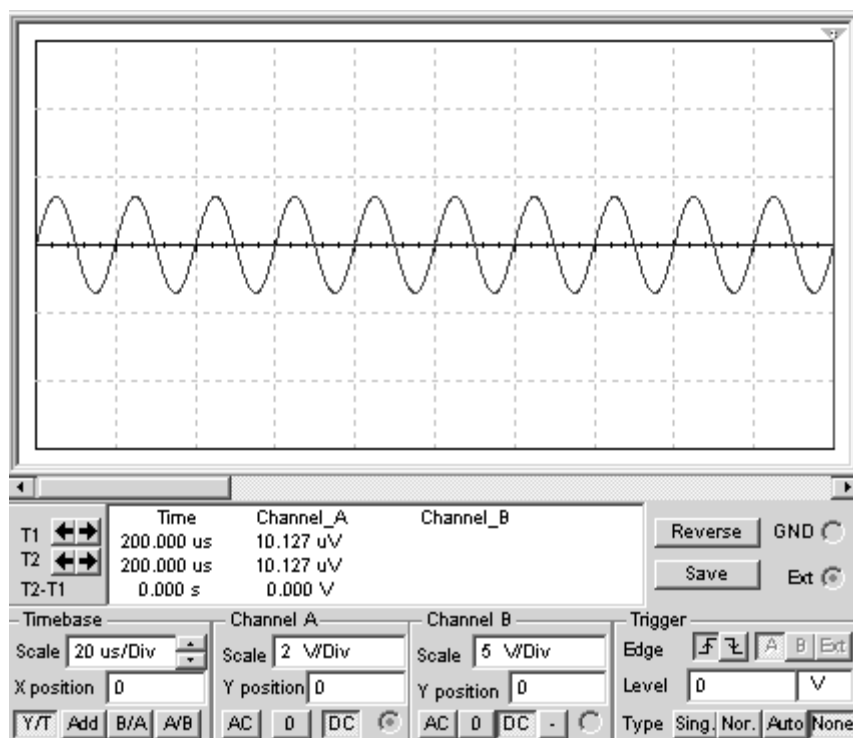 Time Channel_A Channel_B
T1 200.000 us 10.127 uV
T2 200.000 us 10.127 uV
T2-T1 0.000 s 0.000 V
Reverse GND
Save Ext
Timebase Channel A Channel B Trigger
Scale 20 us/Div Scale 2 V/Div Scale 5 V/Div Edge A B Ext
X position 0 Y position 0 Y position 0 Level 0 V
Y/T Add B/A A/B AC 0 DC AC 0 DC - Type Sing. Nor. Auto None